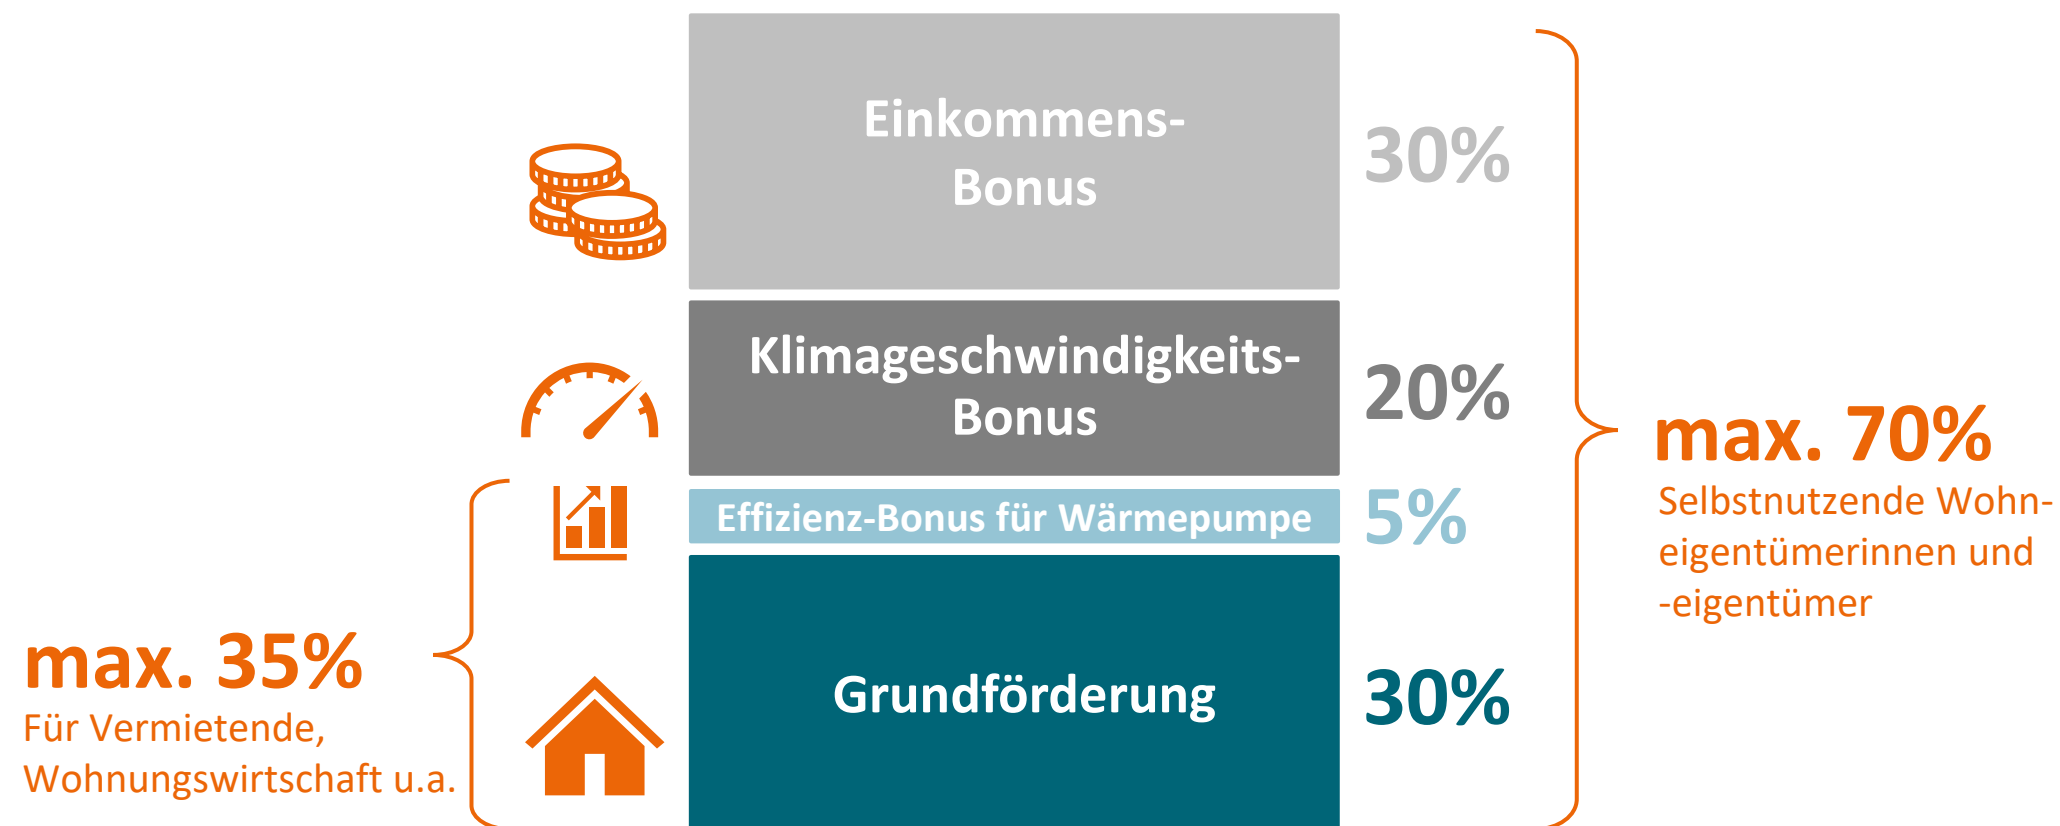 Einkommens-
Bonus
30%
Klimageschwindigkeits-
Bonus
20%
Effizienz-Bonus für Wärmepumpe
5%
Grundförderung
30%
max. 70%
Selbstnutzende Wohn-
eigentümerinnen und
-eigentümer
max. 35%
Für Vermietende,
Wohnungswirtschaft u.a.